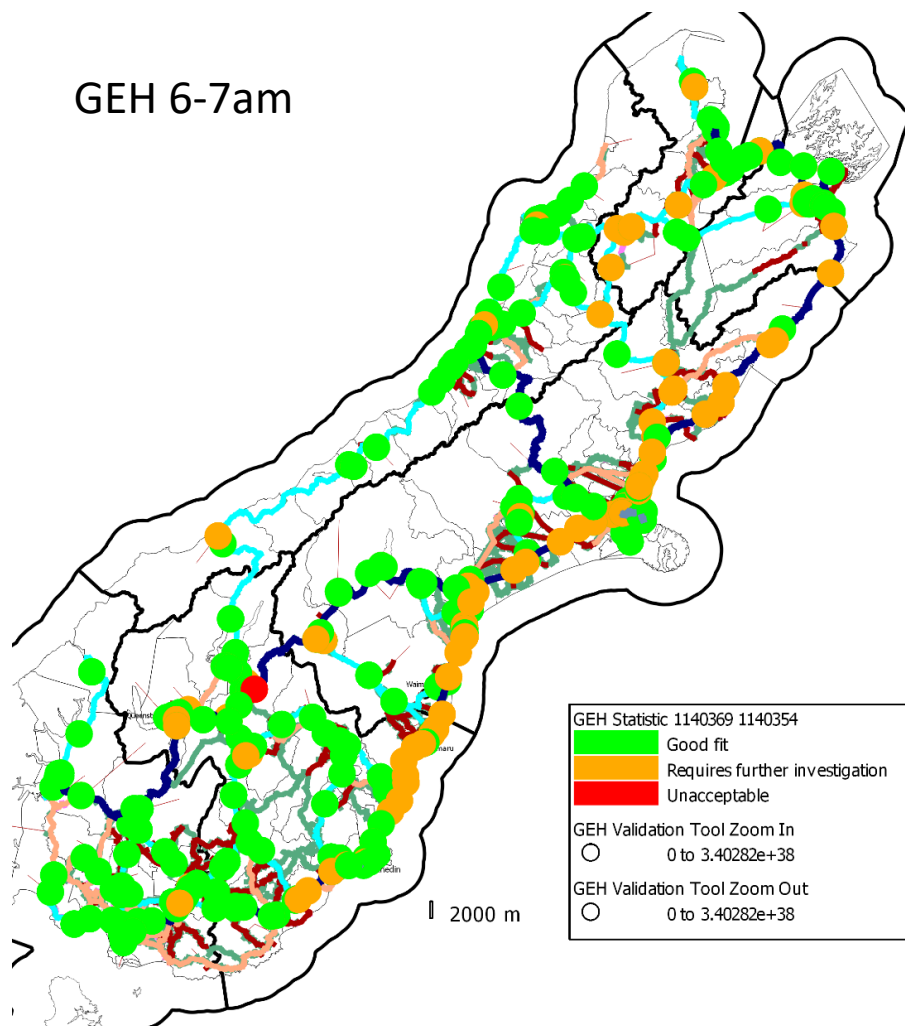 GEH 6-7am
2000 m
GEH Statistic 1140369 1140354
Good fit
Requires further investigation
Unacceptable
GEH Validation Tool Zoom In
0 to 3.40282e+38
GEH Validation Tool Zoom Out
0 to 3.40282e+38